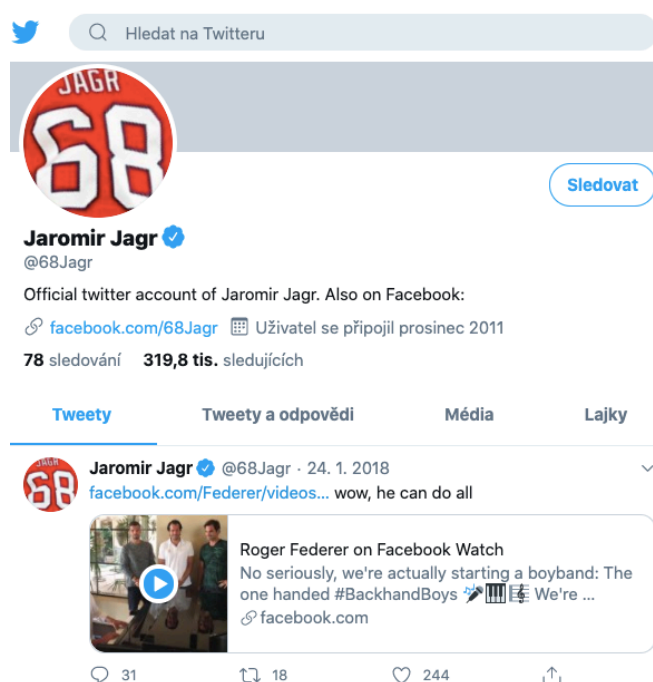 Hledat na Twitteru
JAGR
68
Sledovat
Jaromir Jagr
@68Jagr
Official twitter account of Jaromir Jagr. Also on Facebook:
facebook.com/68Jagr Uživatel se připojil prosinec 2011
78 sledování 319,8 tis. sledujících
Tweety Tweety a odpovědi Média Lajky
JAGR
68
Jaromir Jagr @68Jagr · 24. 1. 2018
facebook.com/Federer/videos... wow, he can do all
Roger Federer on Facebook Watch
No seriously, we're actually starting a boyband: The
one handed #BackhandBoys 🎤🎹🎼 We're ...
facebook.com
31 18 244